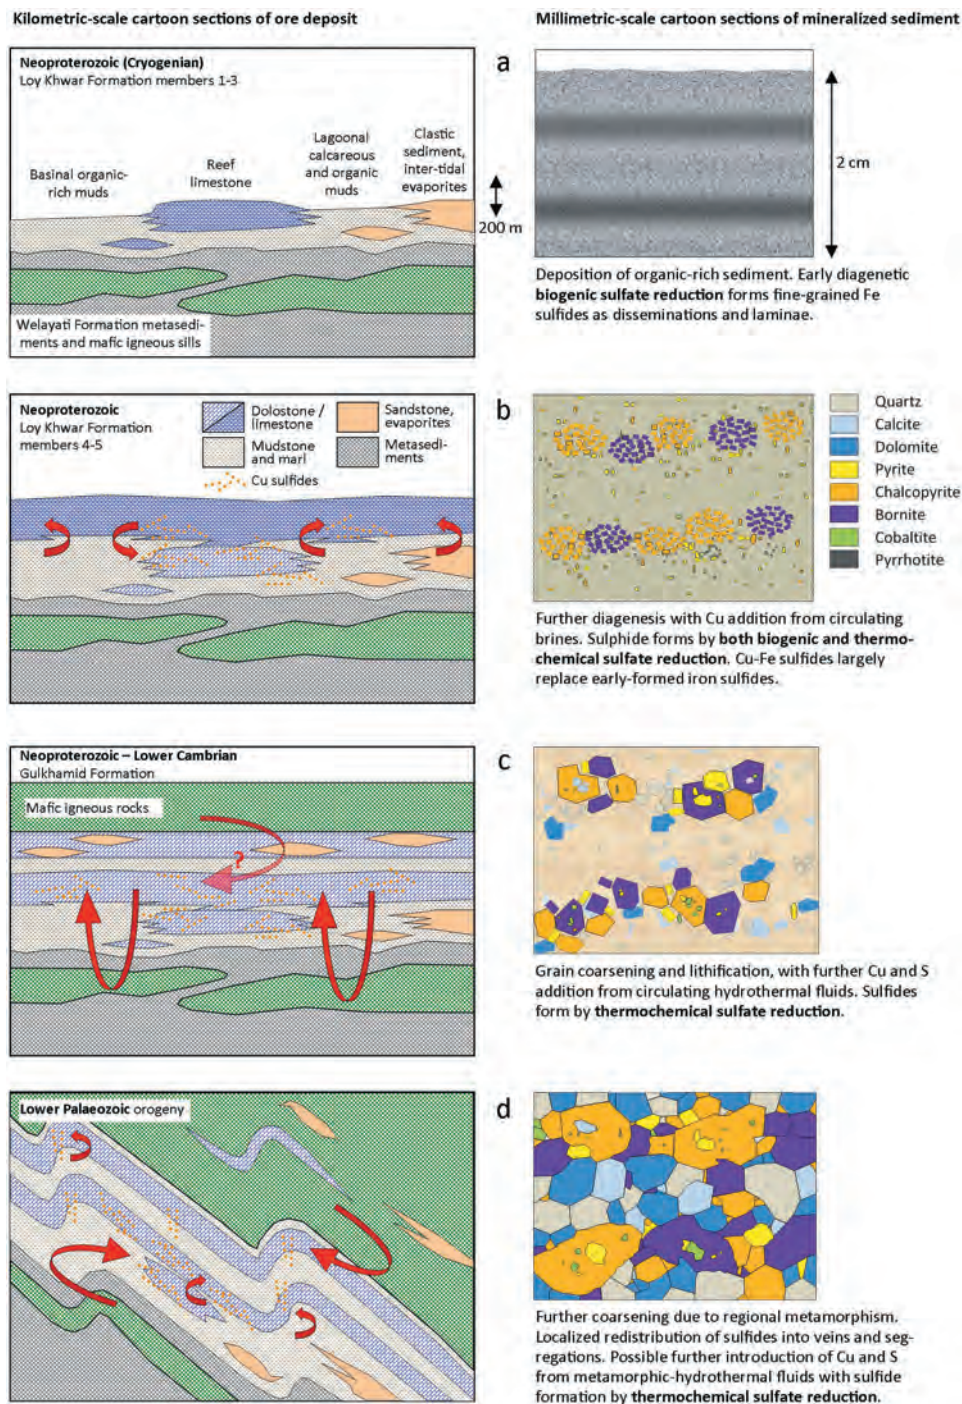 Kilometric-scale cartoon sections of ore deposit
Millimetric-scale cartoon sections of mineralized sediment
Neoproterozoic (Cryogenian)
Loy Khwar Formation members 1-3
Basinal organic-
rich muds
Reef
limestone
Lagoonal
calcareous
and organic
muds
Clastic
sediment,
inter-tidal
evaporites
200 m
Welayati Formation metasedi-
ments and mafic igneous sills
a
2 cm
Deposition of organic-rich sediment. Early diagenetic
biogenic sulfate reduction forms fine-grained Fe
sulfides as disseminations and laminae.
Neoproterozoic
Loy Khwar Formation
members 4-5
Dolostone /
limestone
Sandstone,
evaporites
Mudstone
and marl
Metasedi-
ments
Cu sulfides
b
Quartz
Calcite
Dolomite
Pyrite
Chalcopyrite
Bornite
Cobaltite
Pyrrhotite
Further diagenesis with Cu addition from circulating
brines. Sulphide forms by both biogenic and thermo-
chemical sulfate reduction. Cu-Fe sulfides largely
replace early-formed iron sulfides.
Neoproterozoic – Lower Cambrian
Gulkhamid Formation
Mafic igneous rocks
?
c
Grain coarsening and lithification, with further Cu and S
addition from circulating hydrothermal fluids. Sulfides
form by thermochemical sulfate reduction.
Lower Palaeozoic orogeny
d
Further coarsening due to regional metamorphism.
Localized redistribution of sulfides into veins and seg-
regations. Possible further introduction of Cu and S
from metamorphic-hydrothermal fluids with sulfide
formation by thermochemical sulfate reduction.